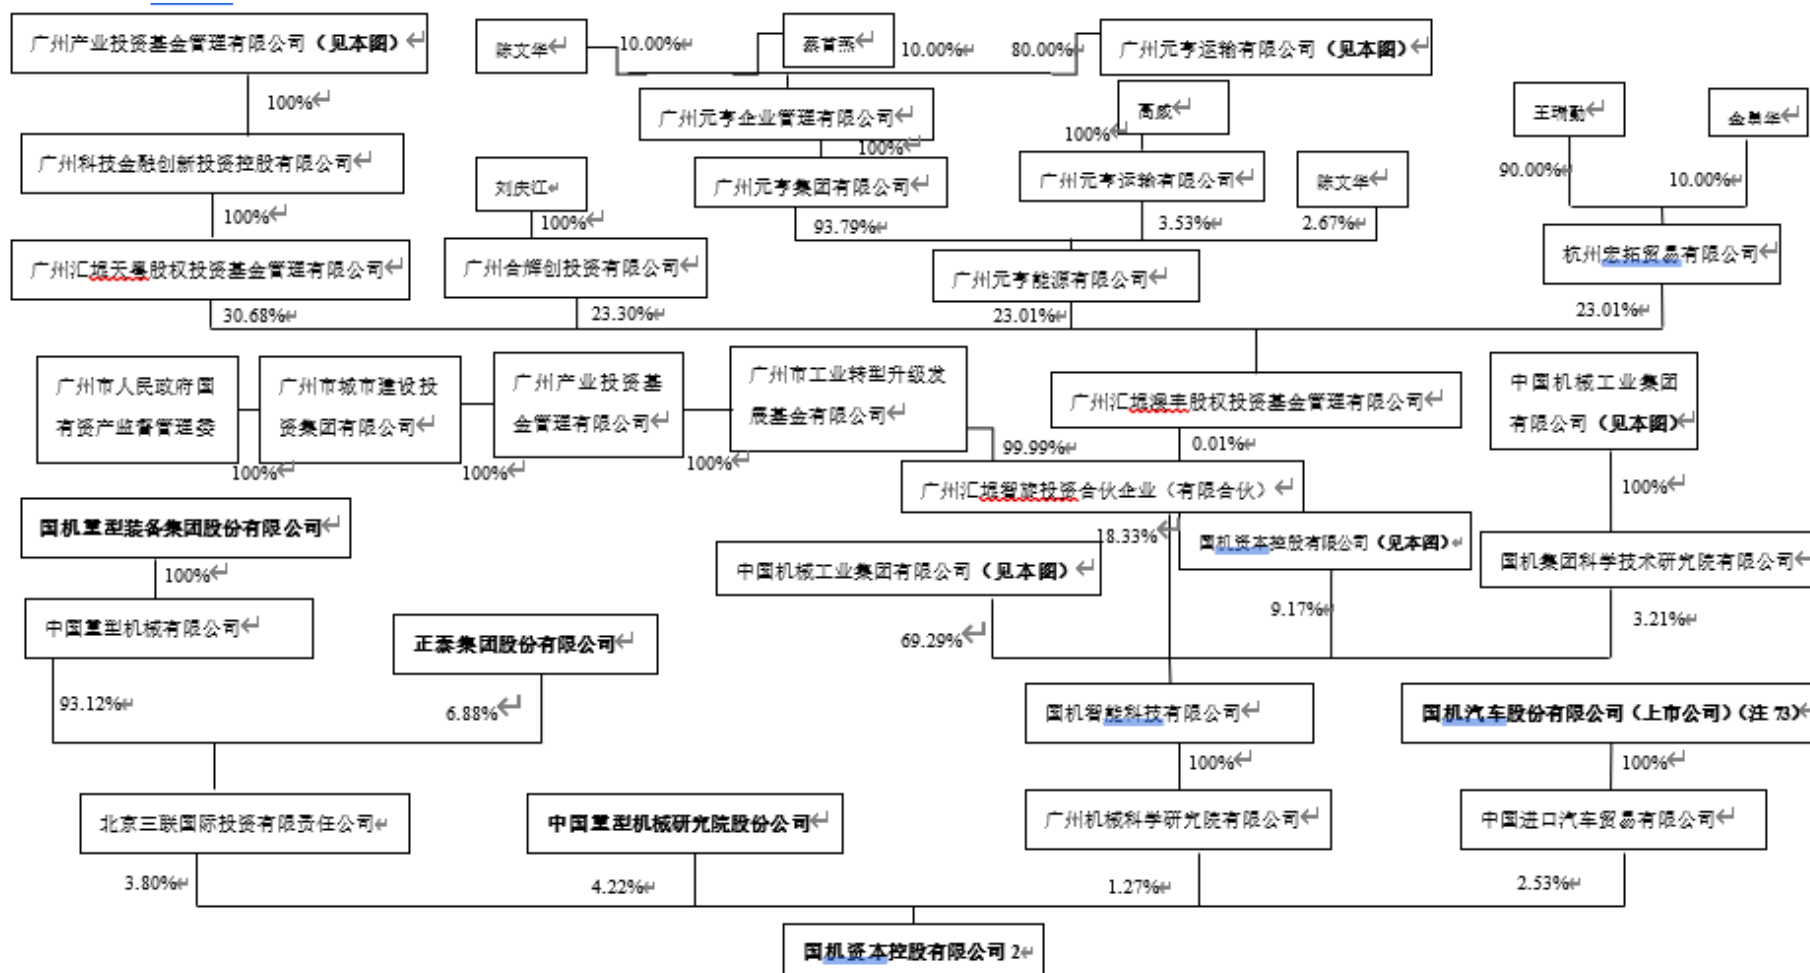 广州产业投资基金管理有限公司（见本图）
陈文华
10.00%
蔡首燕
10.00%
80.00%
广州元亨运输有限公司（见本图）
100%
广州元亨企业管理有限公司
高威
王瑞勤
100%
100%
广州科技金融创新投资控股有限公司
刘庆江
广州元亨集团有限公司
广州元亨运输有限公司
陈文华
90.00%
10.00%
100%
100%
93.79%
3.53%
2.67%
广州汇垠天粤股权投资基金管理有限公司
广州合辉创投资有限公司
广州元亨能源有限公司
杭州宏拓贸易有限公司
30.68%
23.30%
23.01%
23.01%
广州市人民政府国
有资产监督管理委
广州市城市建设投
资集团有限公司
广州产业投资基
金管理有限公司
广州市工业转型升级发
展基金有限公司
广州汇垠澳丰股权投资基金管理有限公司
中国机械工业集团
有限公司（见本图）
100%
100%
100%
99.99%
0.01%
广州汇垠智旋投资合伙企业（有限合伙）
100%
国机重型装备集团股份有限公司
18.33%
国机资本控股有限公司（见本图）
100%
中国机械工业集团有限公司（见本图）
国机集团科学技术研究院有限公司
中国重型机械有限公司
正泰集团股份有限公司
69.29%
9.17%
3.21%
93.12%
6.88%
国机智能科技有限公司
国机汽车股份有限公司（上市公司）（注 73）
100%
100%
北京三联国际投资有限责任公司
中国重型机械研究院股份公司
广州机械科学研究院有限公司
中国进口汽车贸易有限公司
3.80%
4.22%
1.27%
2.53%
国机资本控股有限公司 2